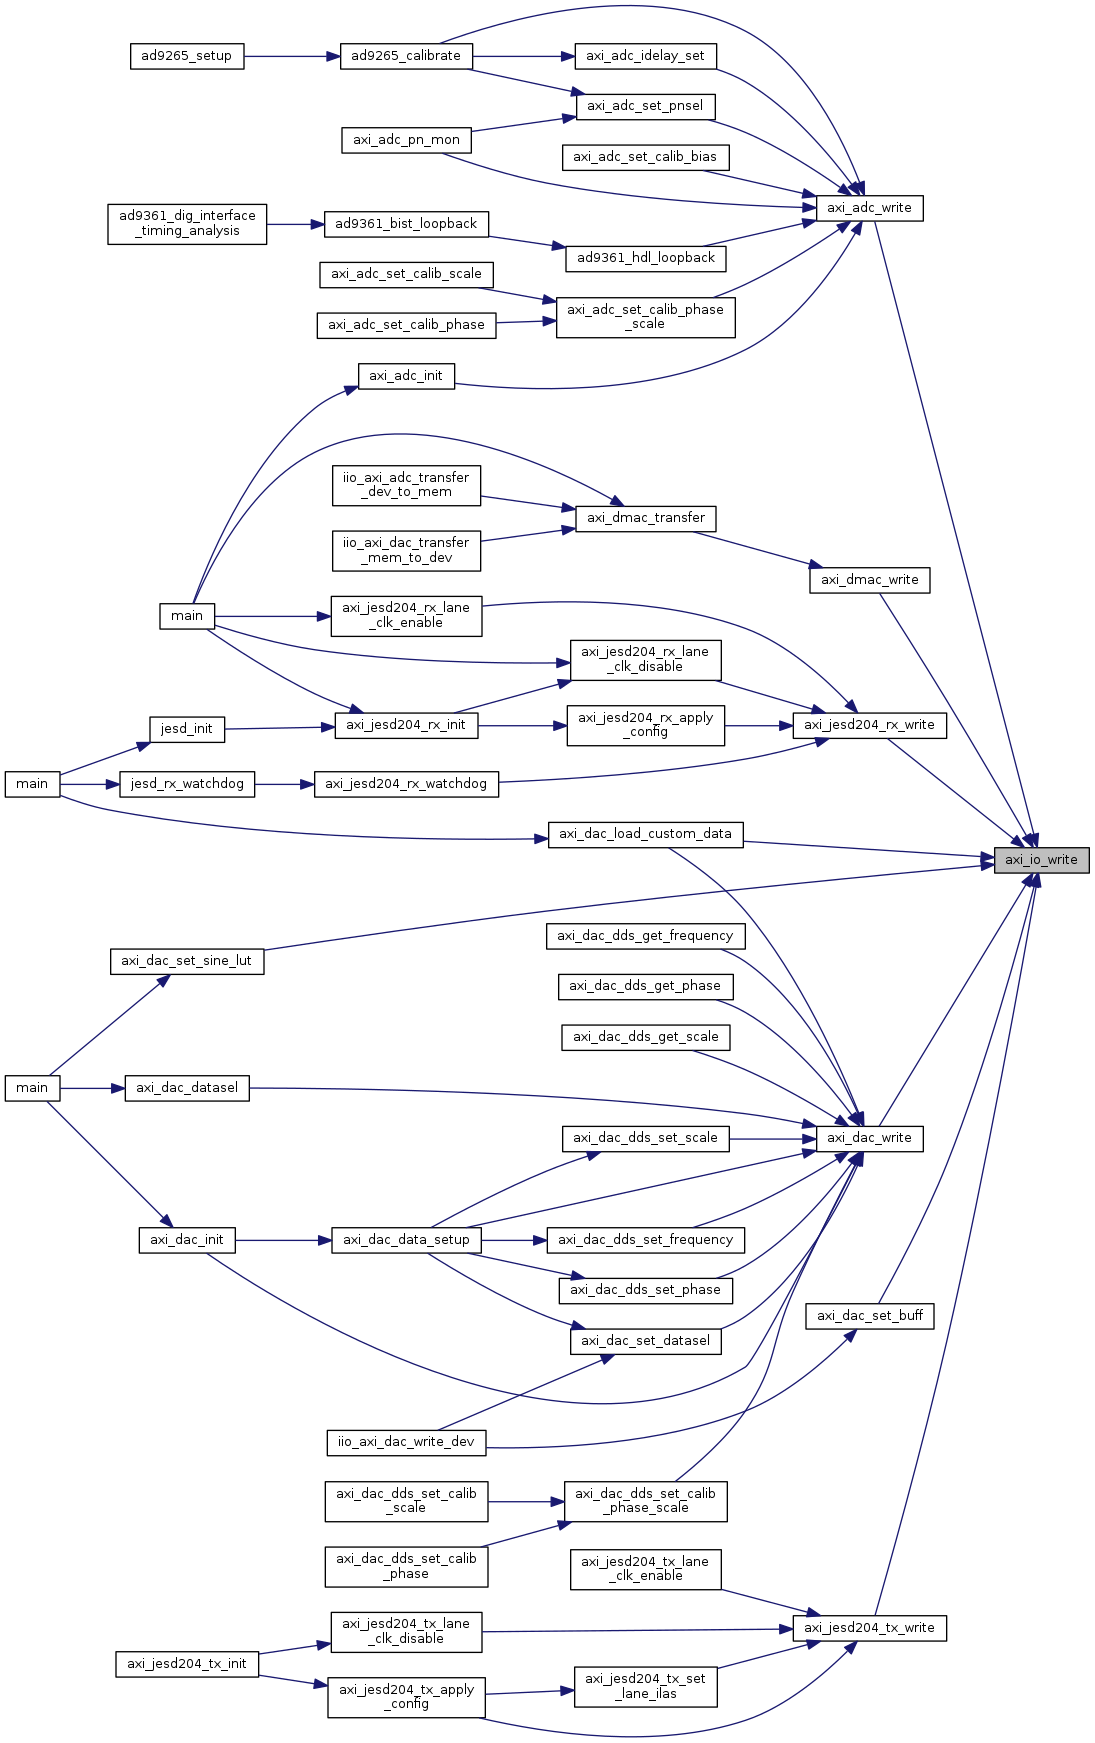 ad9265_setup
ad9265_calibrate
axi_adc_idelay_set
axi_adc_set_pnsel
axi_adc_pn_mon
axi_adc_set_calib_bias
axi_adc_write
ad9361_dig_interface
_timing_analysis
ad9361_bist_loopback
ad9361_hdl_loopback
axi_adc_set_calib_scale
axi_adc_set_calib_phase
_scale
axi_adc_set_calib_phase
axi_adc_init
iio_axi_adc_transfer
_dev_to_mem
axi_dmac_transfer
iio_axi_dac_transfer
_mem_to_dev
axi_dmac_write
main
axi_jesd204_rx_lane
_clk_enable
axi_jesd204_rx_lane
_clk_disable
jesd_init
axi_jesd204_rx_init
axi_jesd204_rx_apply
_config
axi_jesd204_rx_write
main
jesd_rx_watchdog
axi_jesd204_rx_watchdog
axi_dac_load_custom_data
axi_io_write
axi_dac_dds_get_frequency
axi_dac_set_sine_lut
axi_dac_dds_get_phase
axi_dac_dds_get_scale
main
axi_dac_datasel
axi_dac_dds_set_scale
axi_dac_write
axi_dac_init
axi_dac_data_setup
axi_dac_dds_set_frequency
axi_dac_dds_set_phase
axi_dac_set_buff
axi_dac_set_datasel
iio_axi_dac_write_dev
axi_dac_dds_set_calib
_scale
axi_dac_dds_set_calib
_phase_scale
axi_dac_dds_set_calib
_phase
axi_jesd204_tx_lane
_clk_enable
axi_jesd204_tx_lane
_clk_disable
axi_jesd204_tx_write
axi_jesd204_tx_init
axi_jesd204_tx_apply
_config
axi_jesd204_tx_set
_lane_ilas